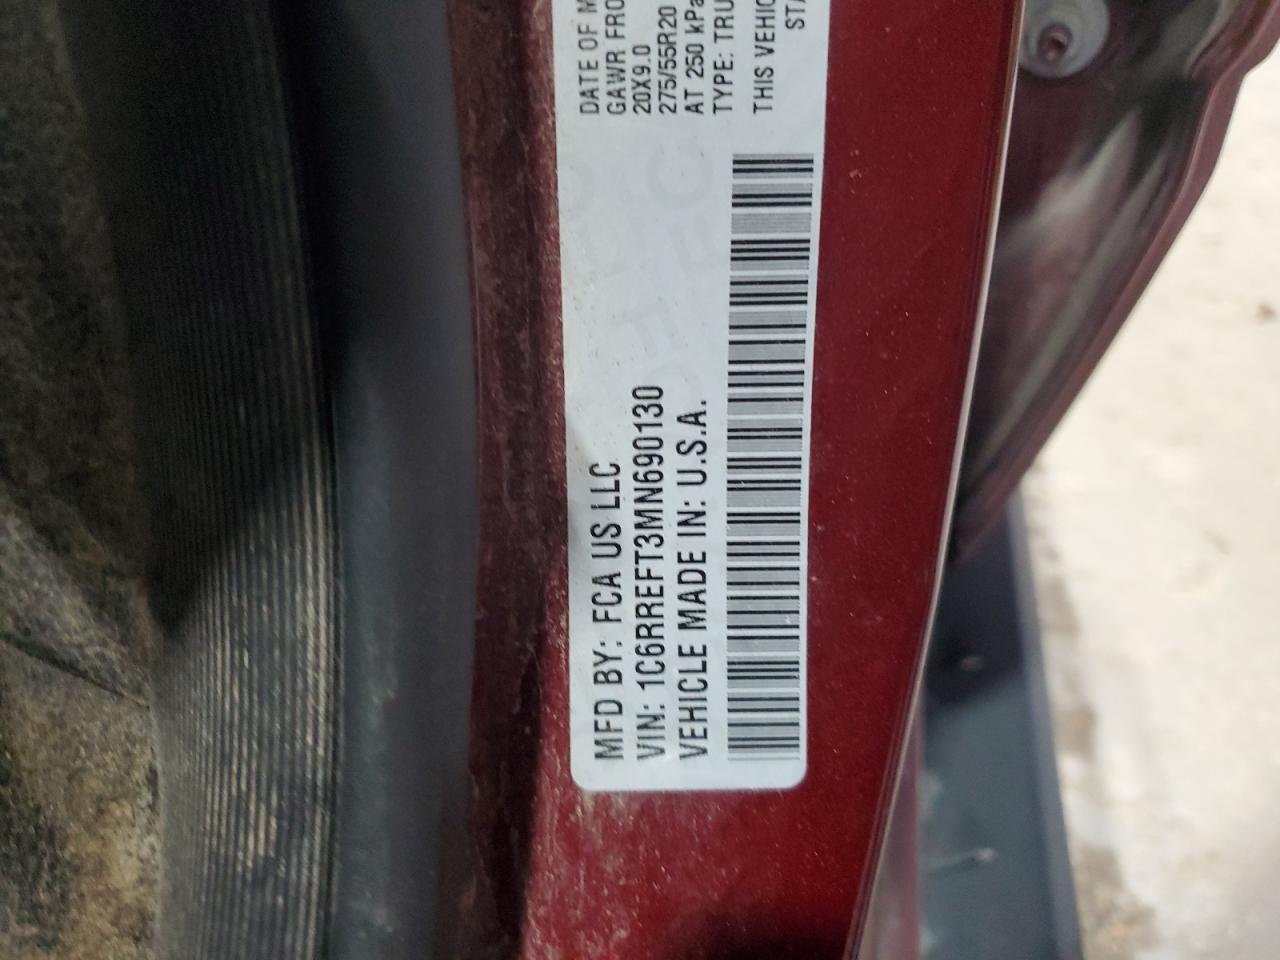 MFD BY: FCA US LLC
VIN: 1C6RREFT3MN690130
VEHICLE MADE IN: U.S.A.
DATE OF M
GAWR FRO
20X9.0
275/55R20
AT 250 kPa
TYPE: TRU
THIS VEHIC
STA